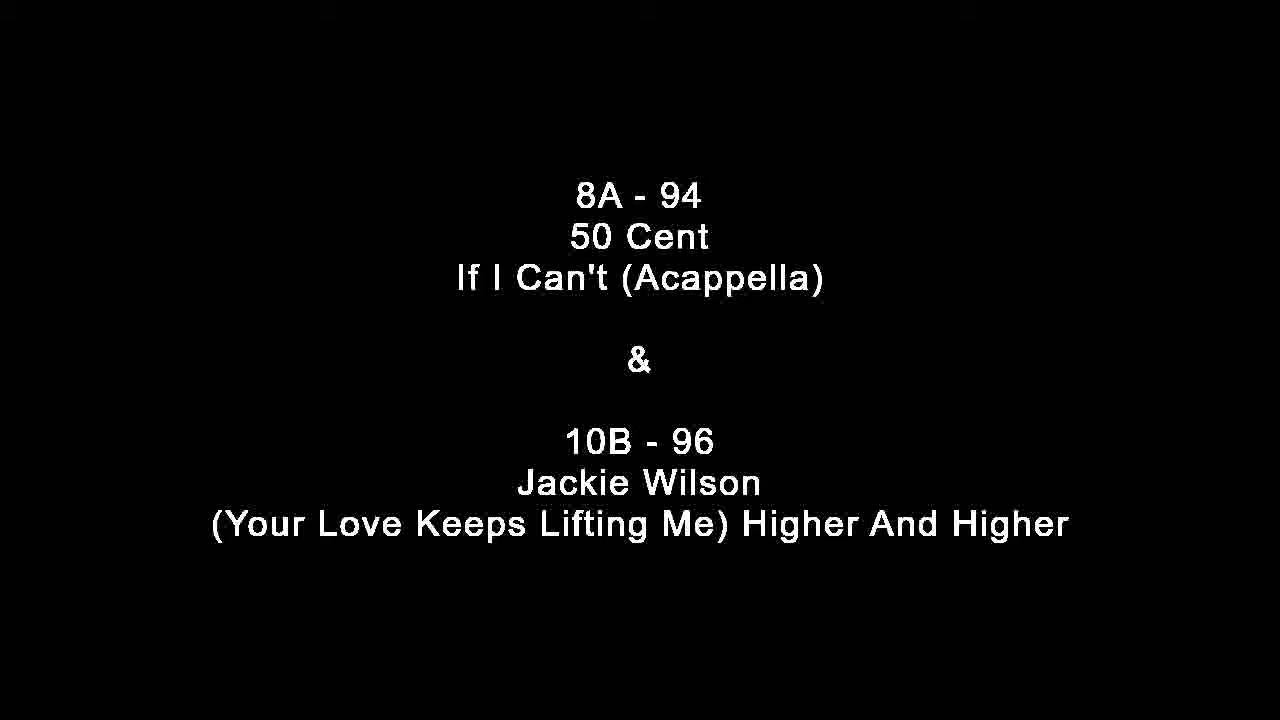 8A - 94
50 Cent
If I Can't (Acappella)
&
10B - 96
Jackie Wilson
(Your Love Keeps Lifting Me) Higher And Higher